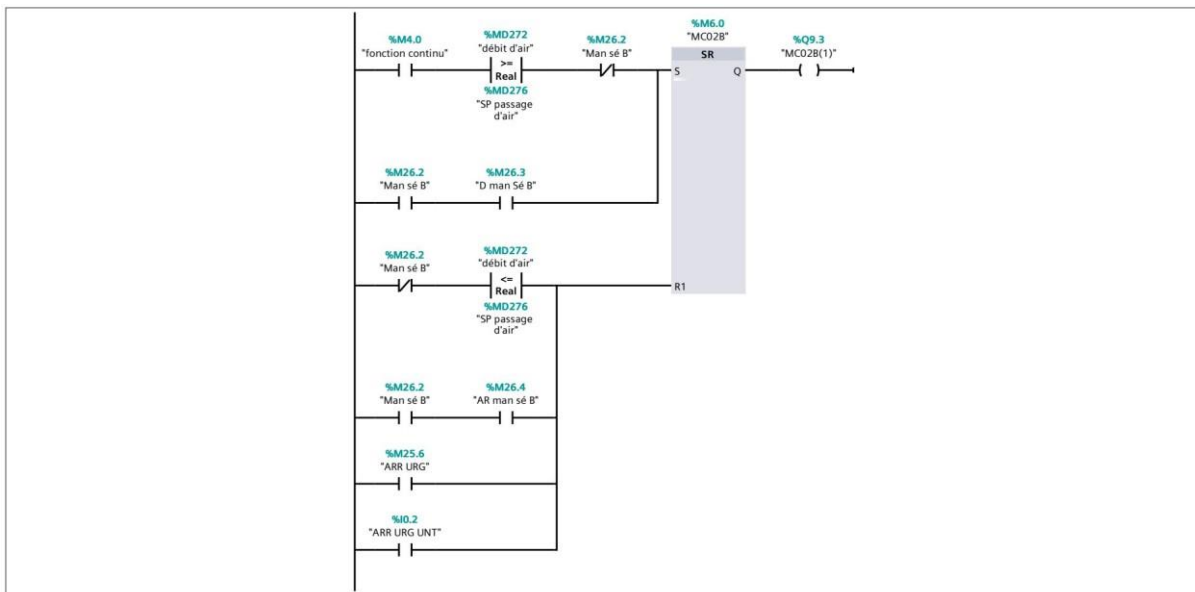 %M4.0
"fonction continu"
%MD272
"débit d'air"
>=
Real
%MD276
"SP passage
d'air"
%M26.2
"Man sé B"
%M6.0
"MC02B"
SR
S
Q
R1
%Q9.3
"MC02B(1)"
%M26.2
"Man sé B"
%M26.3
"D man Sé B"
%M26.2
"Man sé B"
%MD272
"débit d'air"
<=
Real
%MD276
"SP passage
d'air"
%M26.2
"Man sé B"
%M26.4
"AR man sé B"
%M25.6
"ARR URG"
%I0.2
"ARR URG UNT"